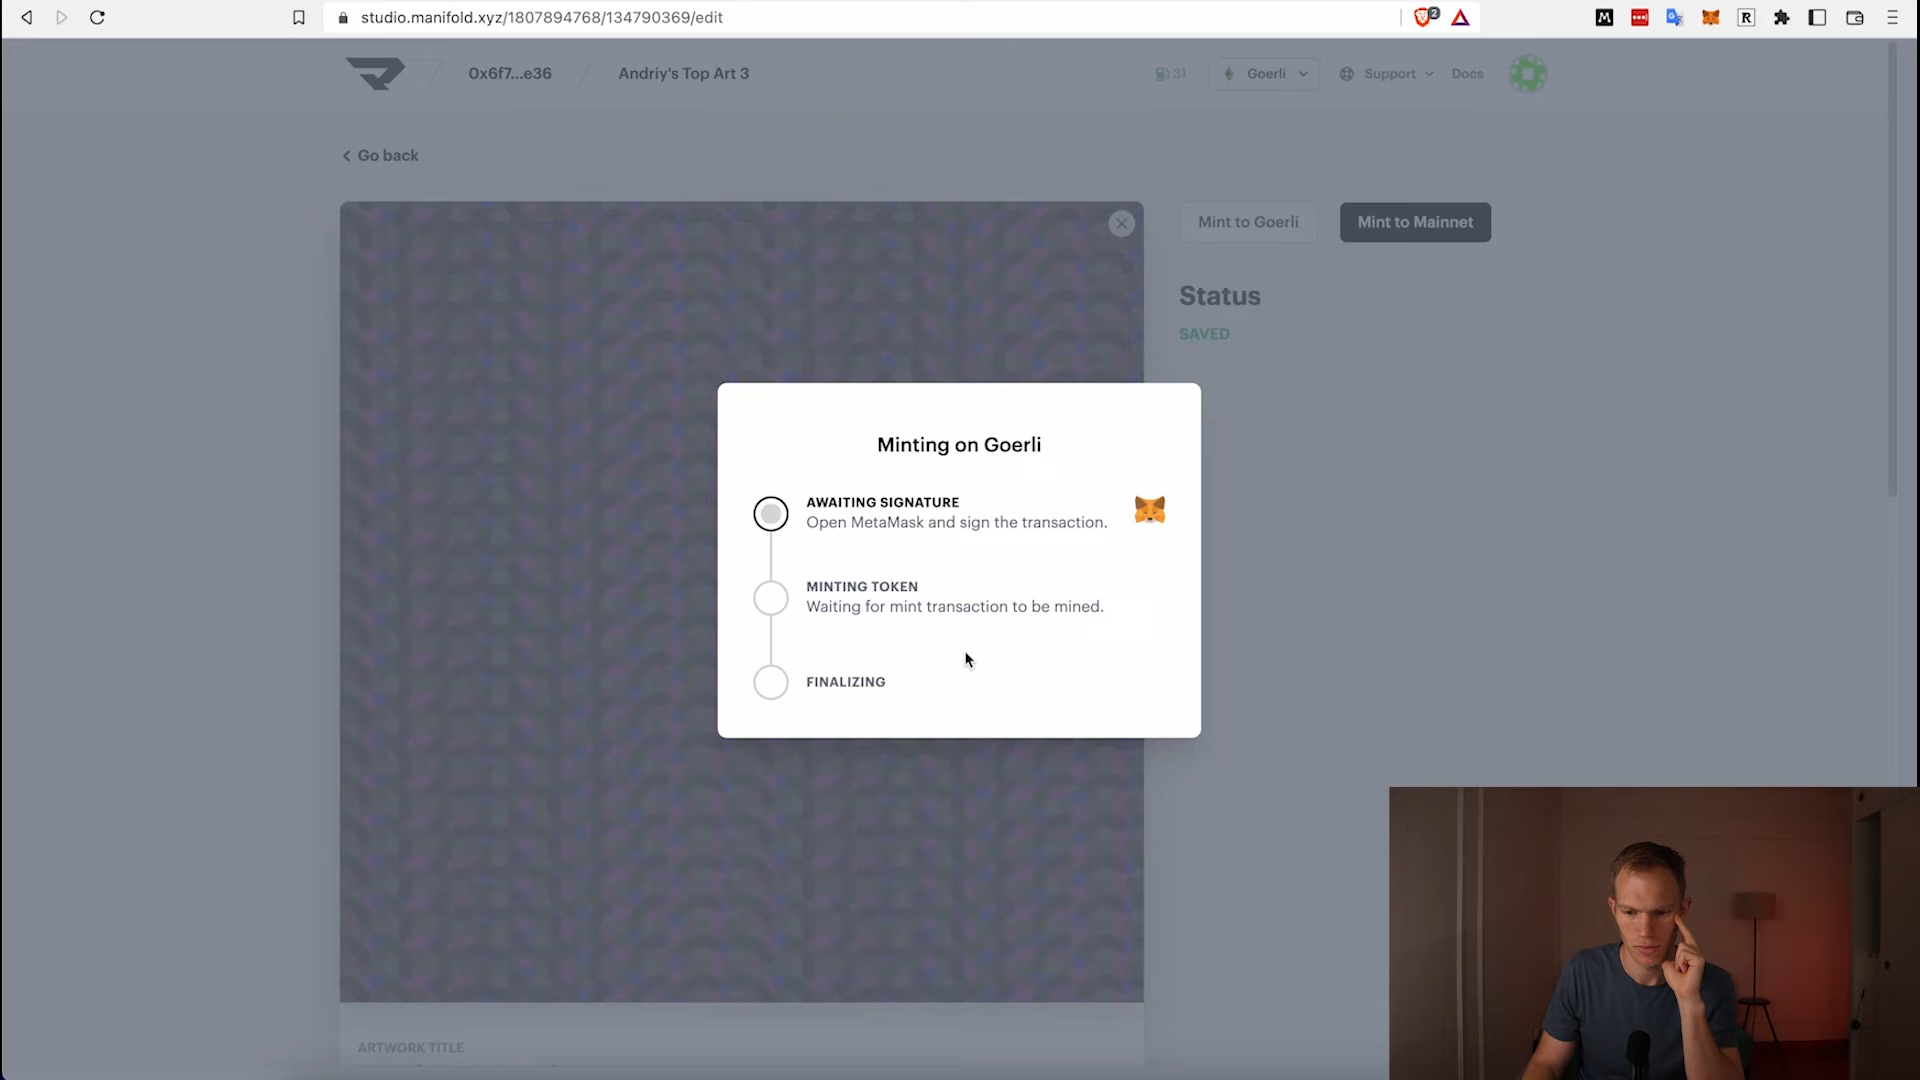 studio.manifold.xyz/1807894768/134790369/edit
2
M
R
0x6f7...e36 / Andriy's Top Art 3
31
Goerli
Support
Docs
Go back
Mint to Goerli
Mint to Mainnet
Status
SAVED
Minting on Goerli
AWAITING SIGNATURE
Open MetaMask and sign the transaction.
MINTING TOKEN
Waiting for mint transaction to be mined.
FINALIZING
ARTWORK TITLE